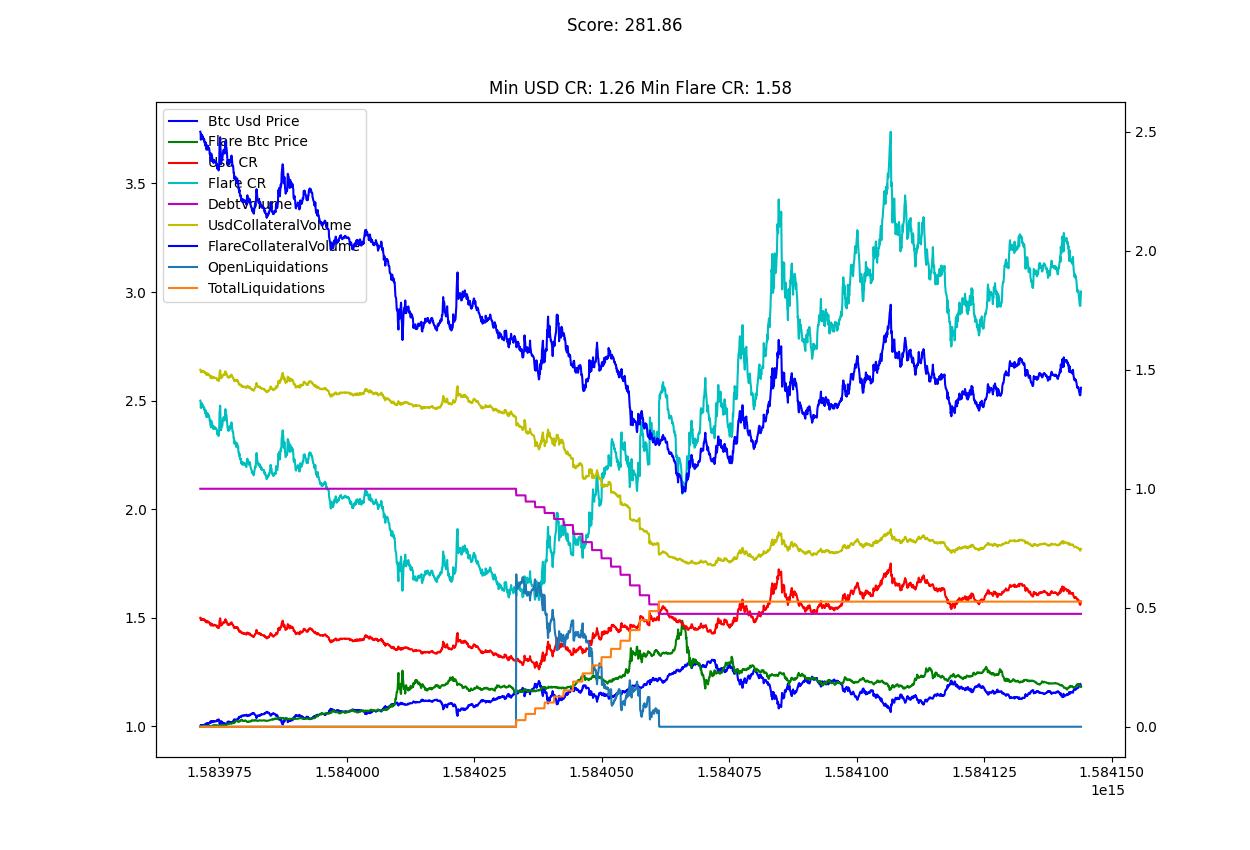 Score: 281.86
Min USD CR: 1.26 Min Flare CR: 1.58
Btc Usd Price
Flare Btc Price
Usd CR
Flare CR
DebtVolume
UsdCollateralVolume
FlareCollateralVolume
OpenLiquidations
TotalLiquidations
3.5
3.0
2.5
2.0
1.5
1.0
2.5
2.0
1.5
1.0
0.5
0.0
1.583975
1.584000
1.584025
1.584050
1.584075
1.584100
1.584125
1.584150
1e15